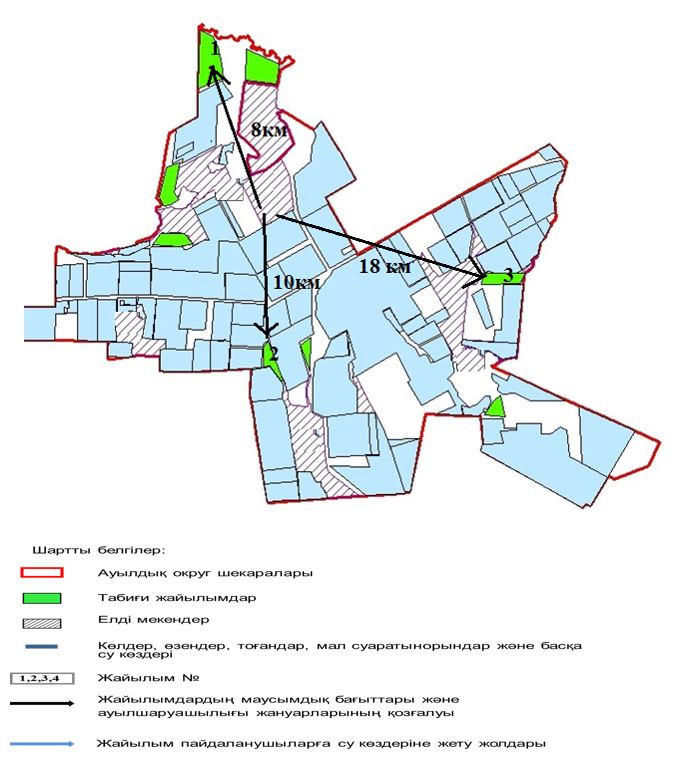 1
8км
18 км
3
10км
2
Шартты белгілер:
Ауылдық округ шекаралары
Табиғи жайылымдар
Елді мекендер
Көлдер, өзендер, тоғандар, мал суаратынорындар және басқа
су көздері
1,2,3,4 Жайылым №
Жайылымдардың маусымдық бағыттары және
ауылшаруашылығы жануарларының қозғалуы
Жайылым пайдаланушыларға су көздеріне жету жолдары